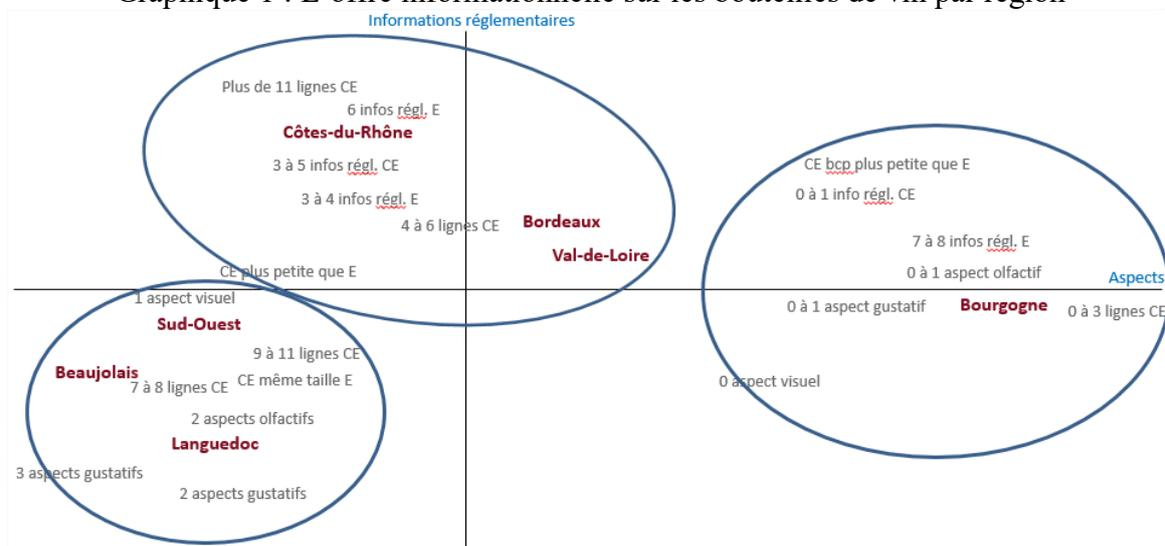 Graphique 1 : L'offre informationnelle sur les bouteilles de vin par région
Informations réglementaires
Plus de 11 lignes CE
6 infos régl. E
Côtes-du-Rhône
3 à 5 infos régl. CE
3 à 4 infos régl. E
4 à 6 lignes CE
Bordeaux
Val-de-Loire
CE plus petite que E
CE bcp plus petite que E
0 à 1 info régl. CE
7 à 8 infos régl. E
0 à 1 aspect olfactif
Aspects
0 à 1 aspect gustatif
Bourgogne
0 à 3 lignes CE
0 aspect visuel
1 aspect visuel
Sud-Ouest
9 à 11 lignes CE
Beaujolais
7 à 8 lignes CE
CE même taille E
2 aspects olfactifs
Languedoc
3 aspects gustatifs
2 aspects gustatifs